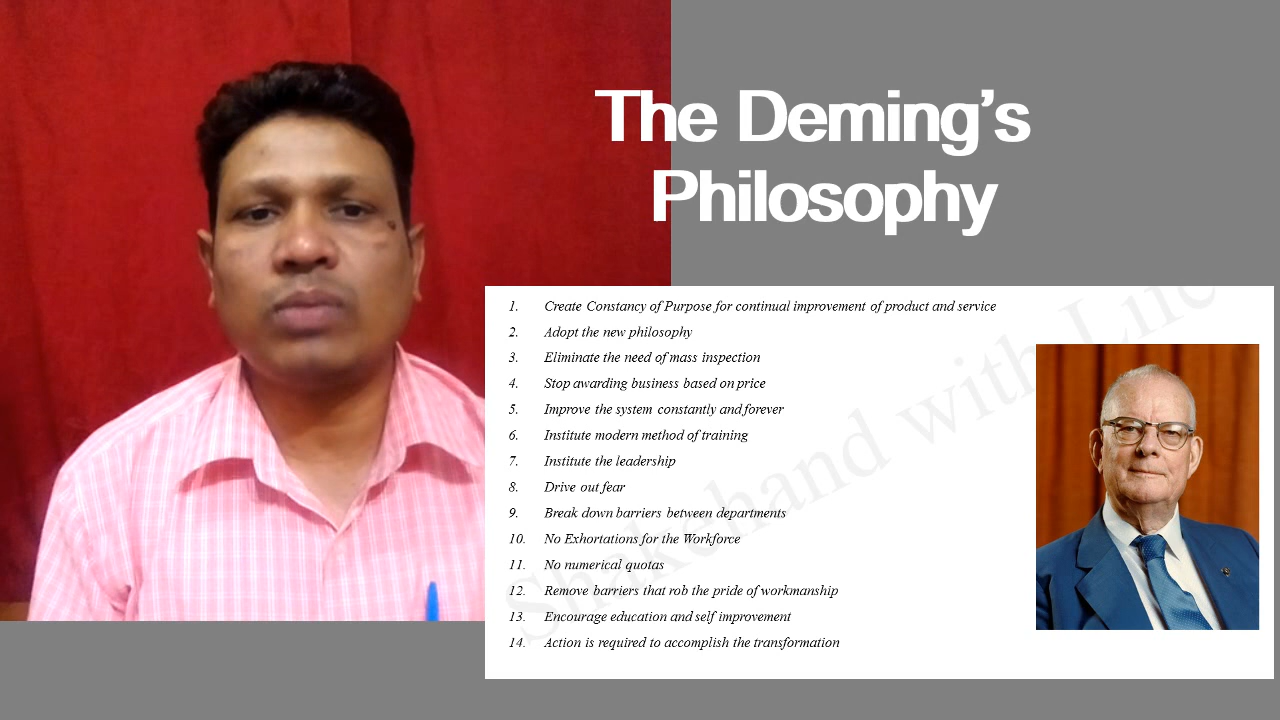 The Deming's
Philosophy
1. Create Constancy of Purpose for continual improvement of product and service
2. Adopt the new philosophy
3. Eliminate the need of mass inspection
4. Stop awarding business based on price
5. Improve the system constantly and forever
6. Institute modern method of training
7. Institute the leadership
8. Drive out fear
9. Break down barriers between departments
10. No Exhortations for the Workforce
11. No numerical quotas
12. Remove barriers that rob the pride of workmanship
13. Encourage education and self improvement
14. Action is required to accomplish the transformation
Shakehand with Life